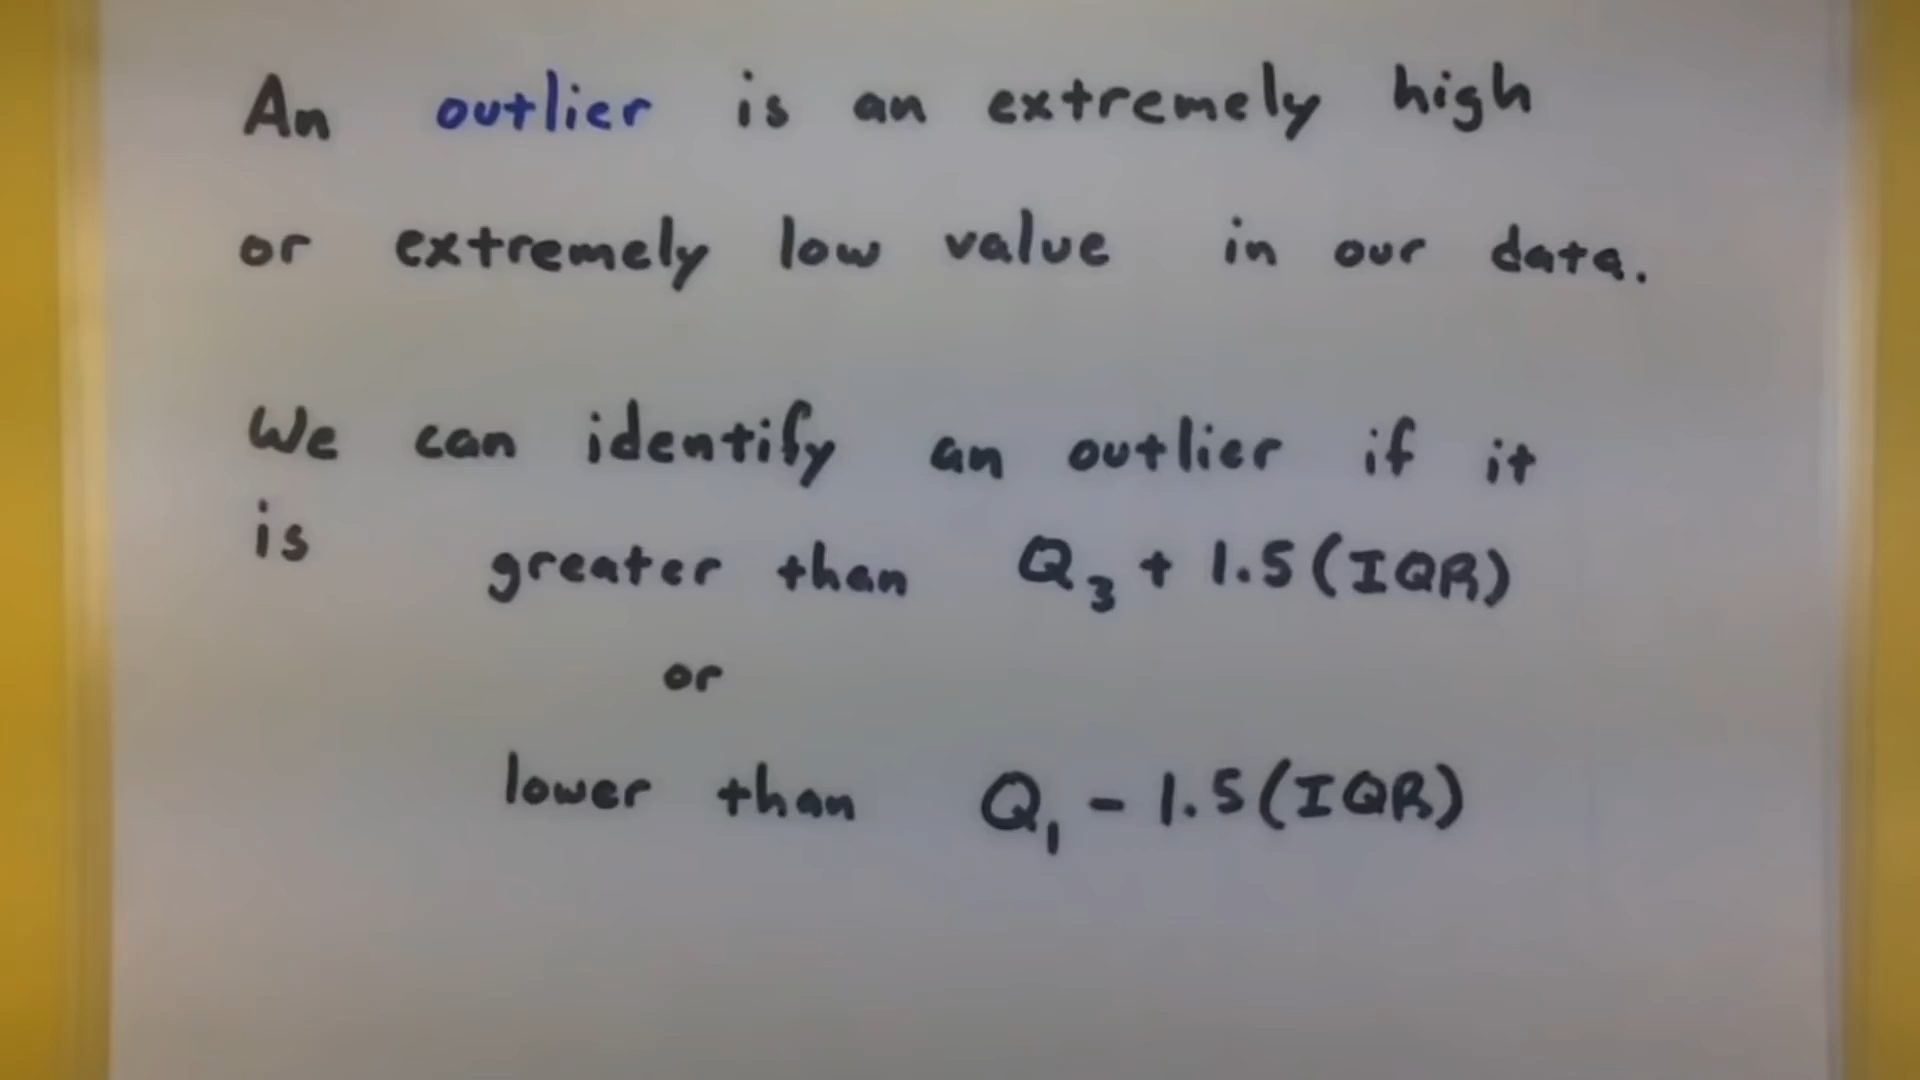 An outlier is an extremely high
or extremely low value in our data.
We can identify an outlier if it
is greater than Q₃ + 1.5(IQR)
or
lower than Q₁ - 1.5(IQR)